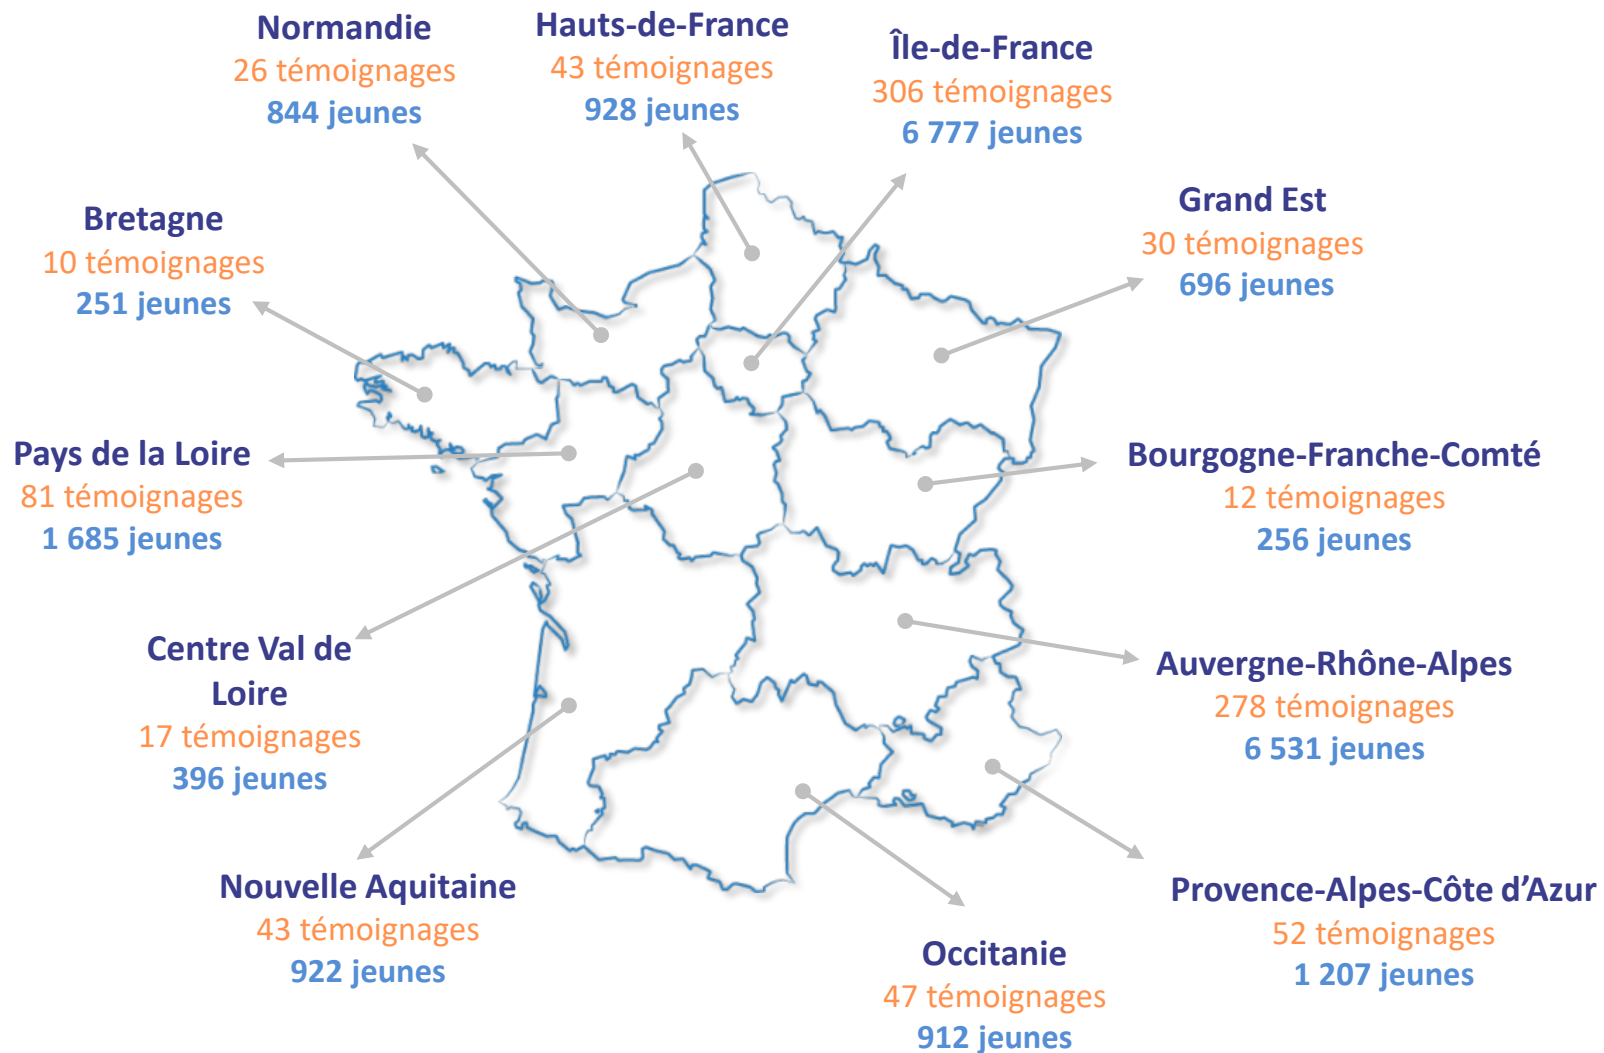 Normandie
26 témoignages
844 jeunes
Hauts-de-France
43 témoignages
928 jeunes
Île-de-France
306 témoignages
6 777 jeunes
Grand Est
30 témoignages
696 jeunes
Bretagne
10 témoignages
251 jeunes
Pays de la Loire
81 témoignages
1 685 jeunes
Bourgogne-Franche-Comté
12 témoignages
256 jeunes
Centre Val de
Loire
17 témoignages
396 jeunes
Auvergne-Rhône-Alpes
278 témoignages
6 531 jeunes
Nouvelle Aquitaine
43 témoignages
922 jeunes
Occitanie
47 témoignages
912 jeunes
Provence-Alpes-Côte d’Azur
52 témoignages
1 207 jeunes